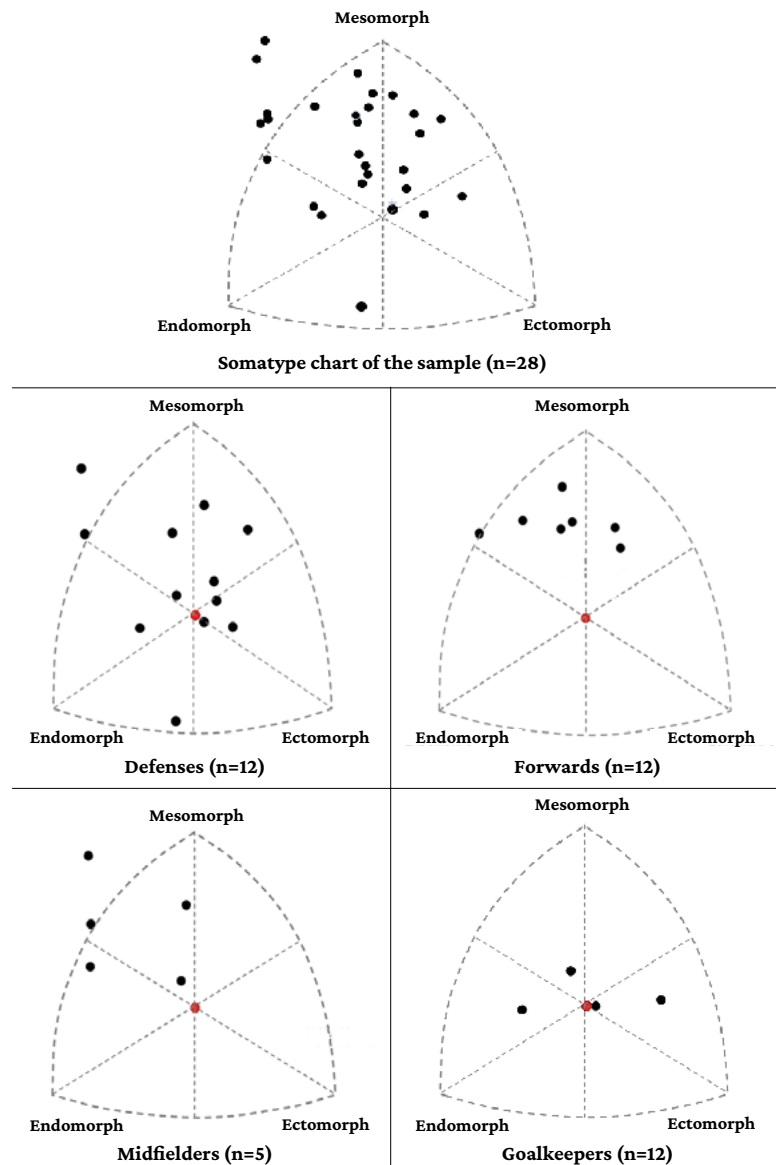 Mesomorph
Endomorph
Ectomorph
Somatype chart of the sample (n=28)
Mesomorph
Endomorph
Ectomorph
Defenses (n=12)
Mesomorph
Endomorph
Ectomorph
Forwards (n=12)
Mesomorph
Endomorph
Ectomorph
Midfielders (n=5)
Mesomorph
Endomorph
Ectomorph
Goalkeepers (n=12)